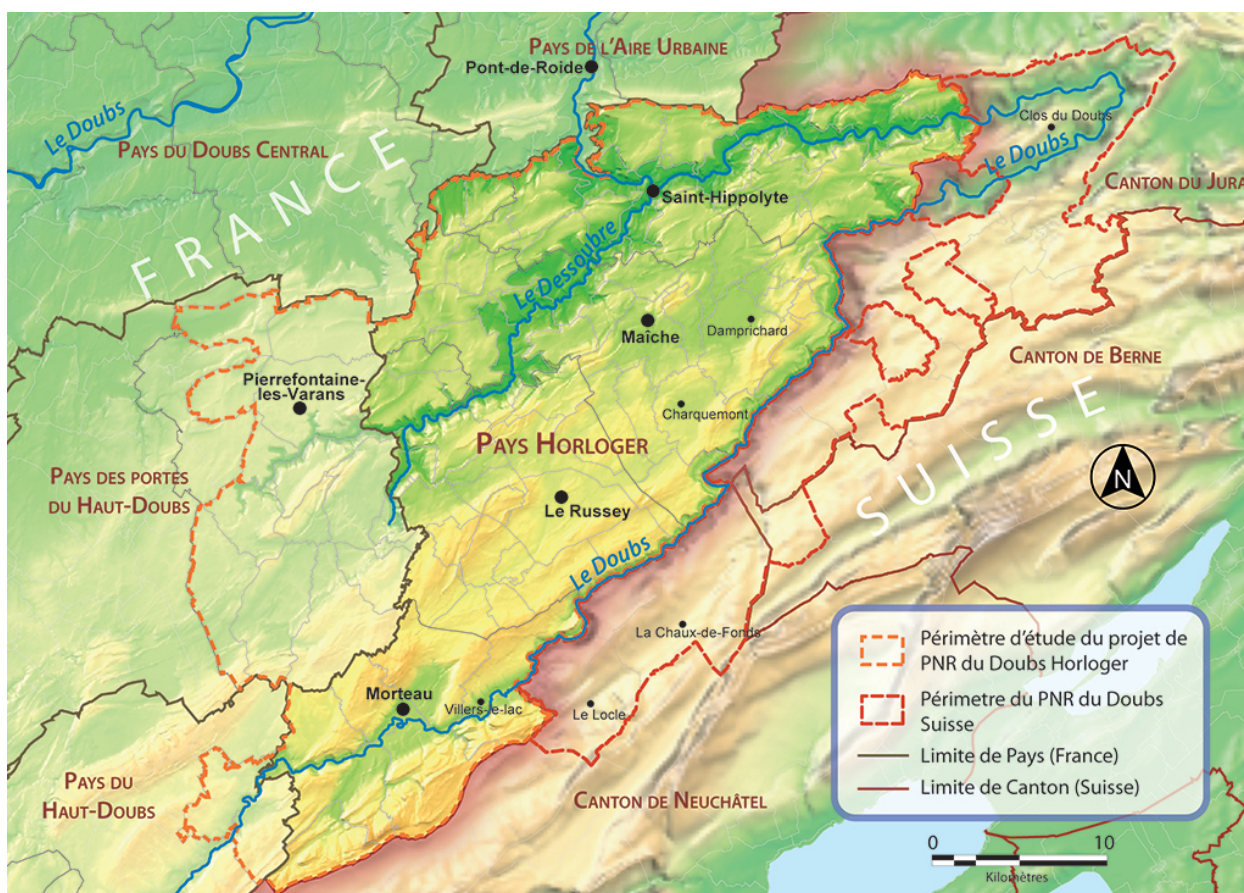 PAYS DE L'AIRE URBAINE
Pont-de-Roide
Le Doubs
PAYS DU DOUBS CENTRAL
FRANCE
Clos du Doubs
Le Doubs
CANTON DU JURA
Saint-Hippolyte
Le Dessoubre
Maîche
Damprichard
CANTON DE BERNE
Pierrefontaine-
les-Varans
Charquemont
PAYS HORLOGER
SUISSE
N
PAYS DES PORTES
DU HAUT-DOUBS
Le Russey
Le Doubs
La Chaux-de-Fonds
Morteau
Villers-le-lac
Le Locle
PAYS DU
HAUT-DOUBS
CANTON DE NEUCHÂTEL
Périmètre d'étude du projet de
PNR du Doubs Horloger
Périmetre du PNR du Doubs
Suisse
Limite de Pays (France)
Limite de Canton (Suisse)
0 10
Kilomètres